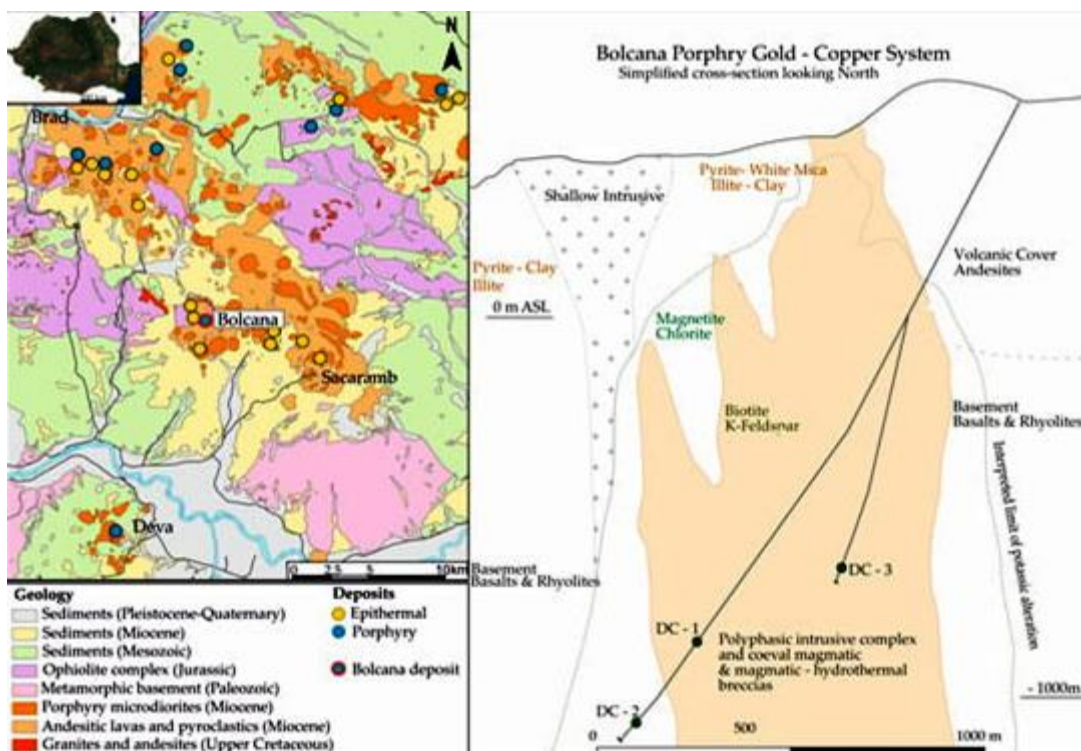 N
Brad
Bolcana
Sacaramb
Deva
0
2.5
5
10km
Geology
Sediments (Pleistocene-Quaternary)
Sediments (Miocene)
Sediments (Mesozoic)
Ophiolite complex (Jurassic)
Metamorphic basement (Paleozoic)
Porphyry microdiorites (Miocene)
Andesitic lavas and pyroclastics (Miocene)
Granites and andesites (Upper Cretaceous)
Deposits
Epithermal
Porphyry
Bolcana deposit
Bolcana Porphry Gold - Copper System
Simplified cross-section looking North
Pyrite- White Mica
Illite - Clay
Shallow Intrusive
Pyrite - Clay
Illite
0 m ASL
Volcanic Cover
Andesites
Magnetite
Chlorite
Biotite
K-Feldspar
Basement
Basalts & Rhyolites
Interpreted limit of potassic alteration
Basement
Basalts & Rhyolites
DC - 3
DC - 1
Polyphasic intrusive complex
and coeval magmatic
& magmatic - hydrothermal
breccias
- 1000m
DC - 2
0
500
1000 m